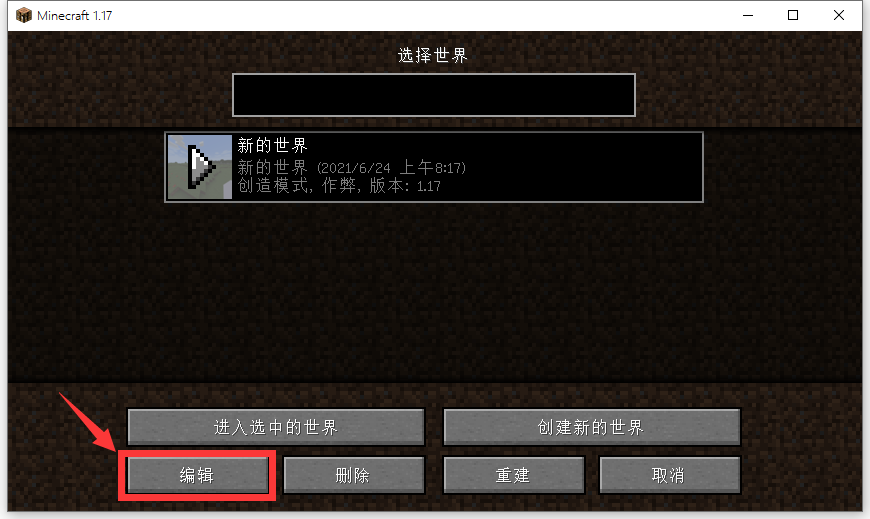 Minecraft 1.17
选择世界
新的世界
新的世界 (2021/6/24 上午8:17)
创造模式, 作弊, 版本: 1.17
进入选中的世界
创建新的世界
编辑
删除
重建
取消